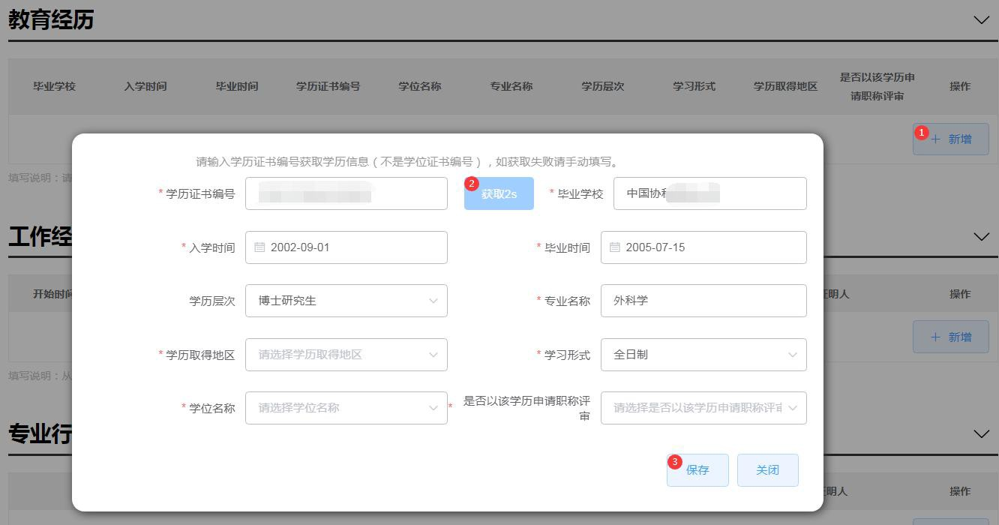 教育经历
毕业学校 入学时间 毕业时间 学历证书编号 学位名称 专业名称 学历层次 学习形式 学历取得地区 是否以该学历申请职称评审 操作
1 + 新增
填写说明：请
请输入学历证书编号获取学历信息（不是学位证书编号），如获取失败请手动填写。
* 学历证书编号 2 获取2s * 毕业学校 中国协和
* 入学时间 2002-09-01 * 毕业时间 2005-07-15
学历层次 博士研究生 * 专业名称 外科学
* 学历取得地区 请选择学历取得地区 * 学习形式 全日制
* 学位名称 请选择学位名称 * 是否以该学历申请职称评审 请选择是否以该学历申请职称评审
3 保存 关闭
工作经
开始时间 证明人 操作
+ 新增
填写说明：从
专业行
证明人 操作